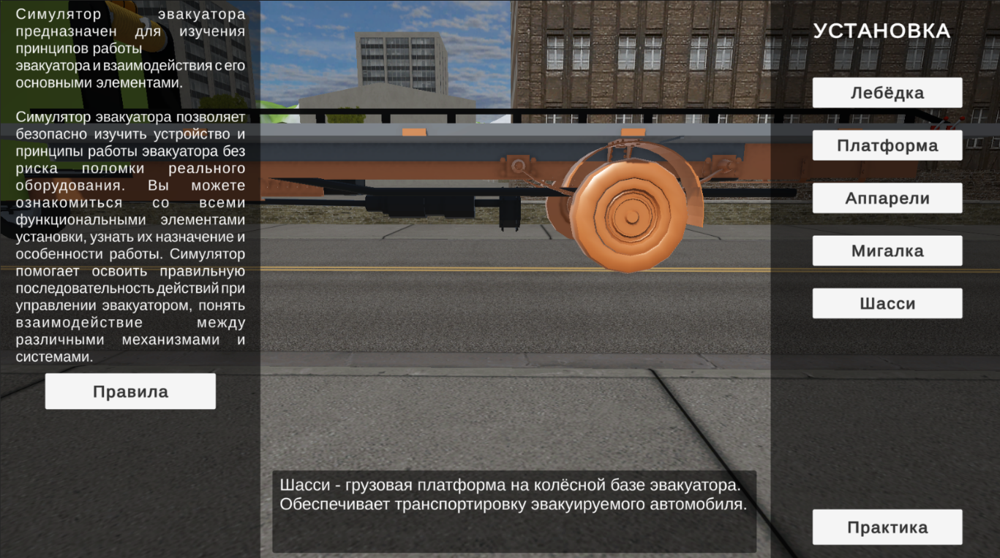 Симулятор эвакуатора
предназначен для изучения
принципов работы
эвакуатора и взаимодействия с его
основными элементами.
Симулятор эвакуатора позволяет
безопасно изучить устройство и
принципы работы эвакуатора без
риска поломки реального
оборудования. Вы можете
ознакомиться со всеми
функциональными элементами
установки, узнать их назначение и
особенности работы. Симулятор
помогает освоить правильную
последовательность действий при
управлении эвакуатором, понять
взаимодействие между
различными механизмами и
системами.
Правила
УСТАНОВКА
Лебёдка
Платформа
Аппарели
Мигалка
Шасси
Шасси - грузовая платформа на колёсной базе эвакуатора.
Обеспечивает транспортировку эвакуируемого автомобиля.
Практика